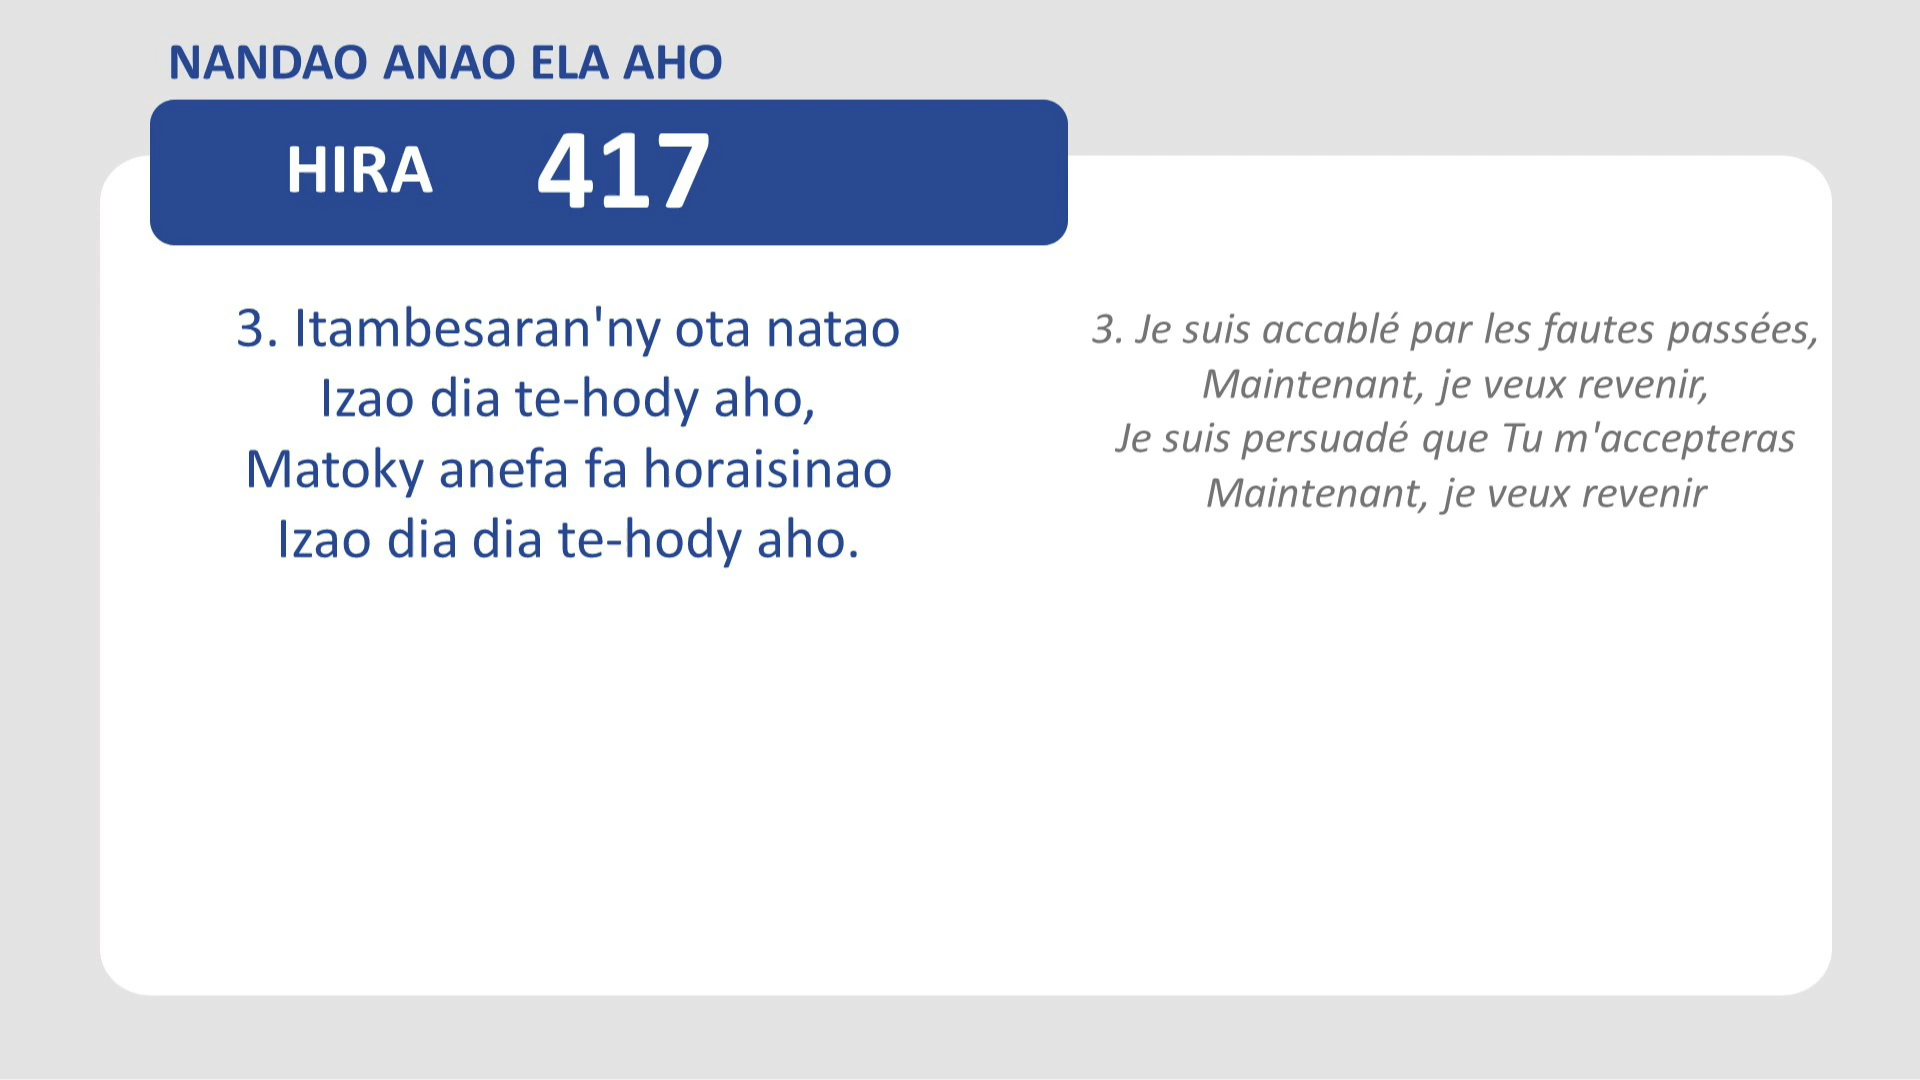 NANDAO ANAO ELA AHO
HIRA 417
3. Itambesaran'ny ota natao
Izao dia te-hody aho,
Matoky anefa fa horaisinao
Izao dia dia te-hody aho.
3. Je suis accablé par les fautes passées,
Maintenant, je veux revenir,
Je suis persuadé que Tu m'accepteras
Maintenant, je veux revenir